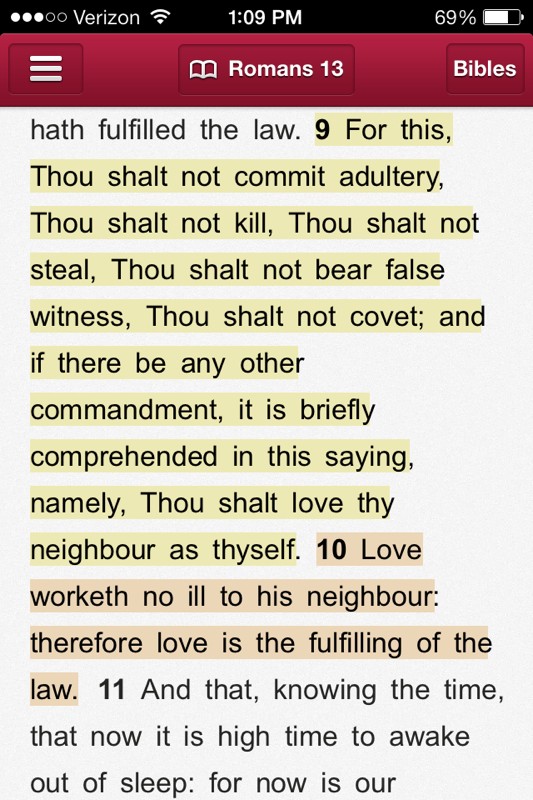 Verizon 1:09 PM 69%
Romans 13 Bibles
hath fulfilled the law. 9 For this,
Thou shalt not commit adultery,
Thou shalt not kill, Thou shalt not
steal, Thou shalt not bear false
witness, Thou shalt not covet; and
if there be any other
commandment, it is briefly
comprehended in this saying,
namely, Thou shalt love thy
neighbour as thyself. 10 Love
worketh no ill to his neighbour:
therefore love is the fulfilling of the
law. 11 And that, knowing the time,
that now it is high time to awake
out of sleep: for now is our